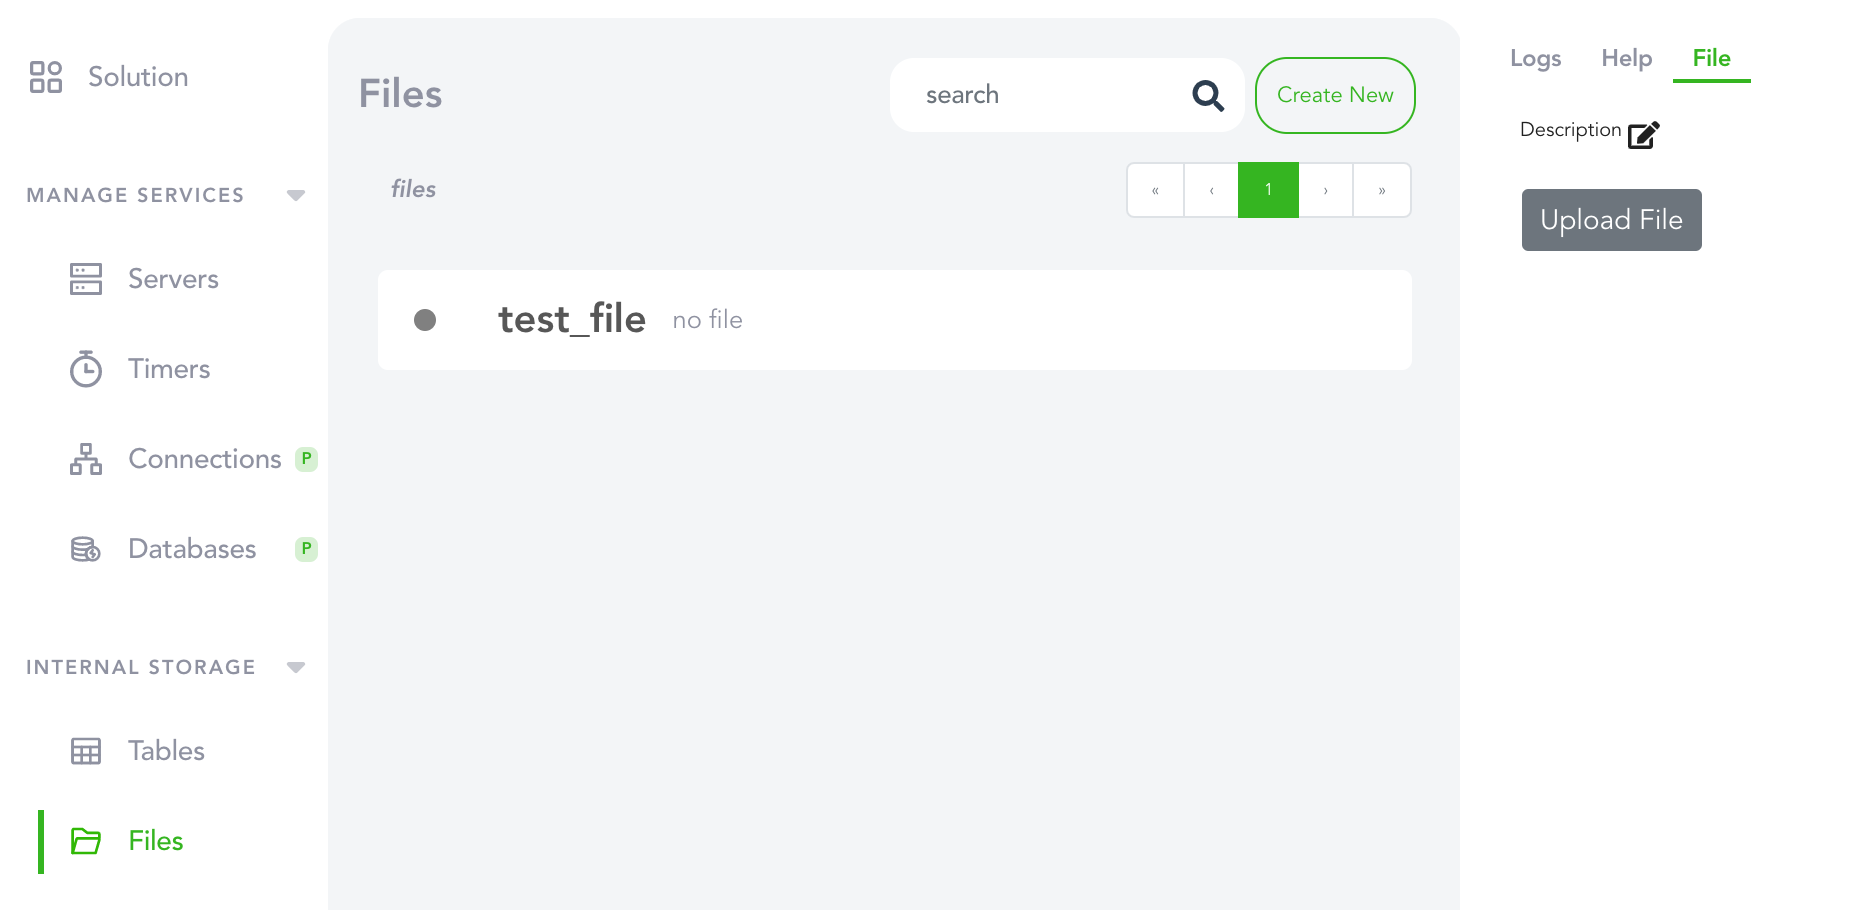 Solution
MANAGE SERVICES
Servers
Timers
Connections P
Databases P
INTERNAL STORAGE
Tables
Files
Files
search
Create New
files
« ‹ 1 › »
test_file no file
Logs Help File
Description
Upload File